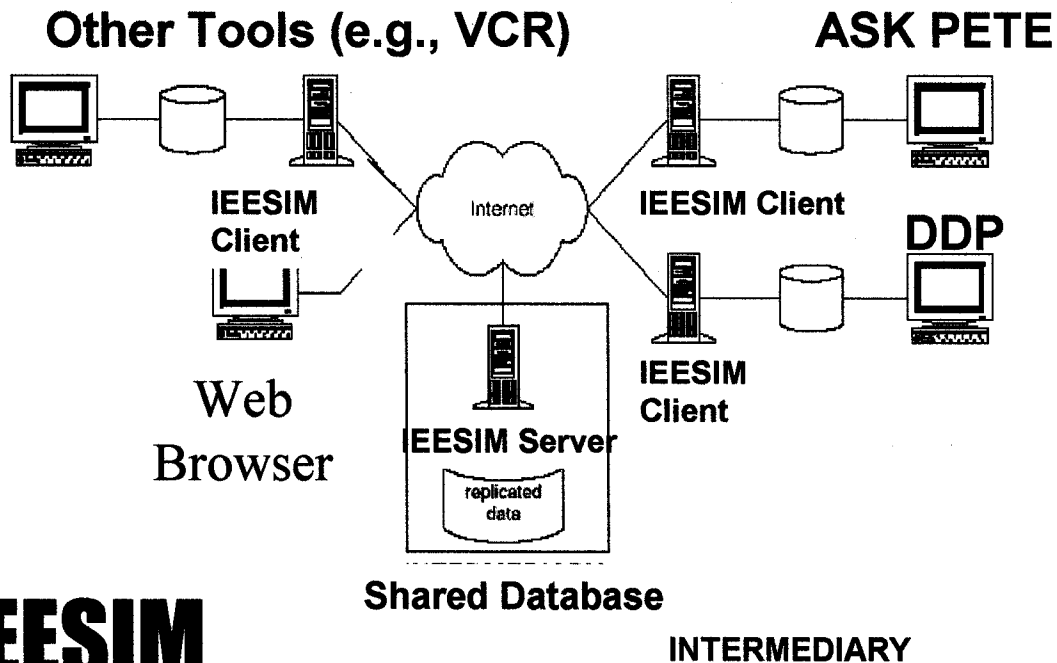 Other Tools (e.g., VCR)
ASK PETE
IEESIM
Client
Internet
IEESIM Client
DDP
IEESIM
Client
Web
Browser
IEESIM Server
replicated
data
Shared Database
EESIM
INTERMEDIARY